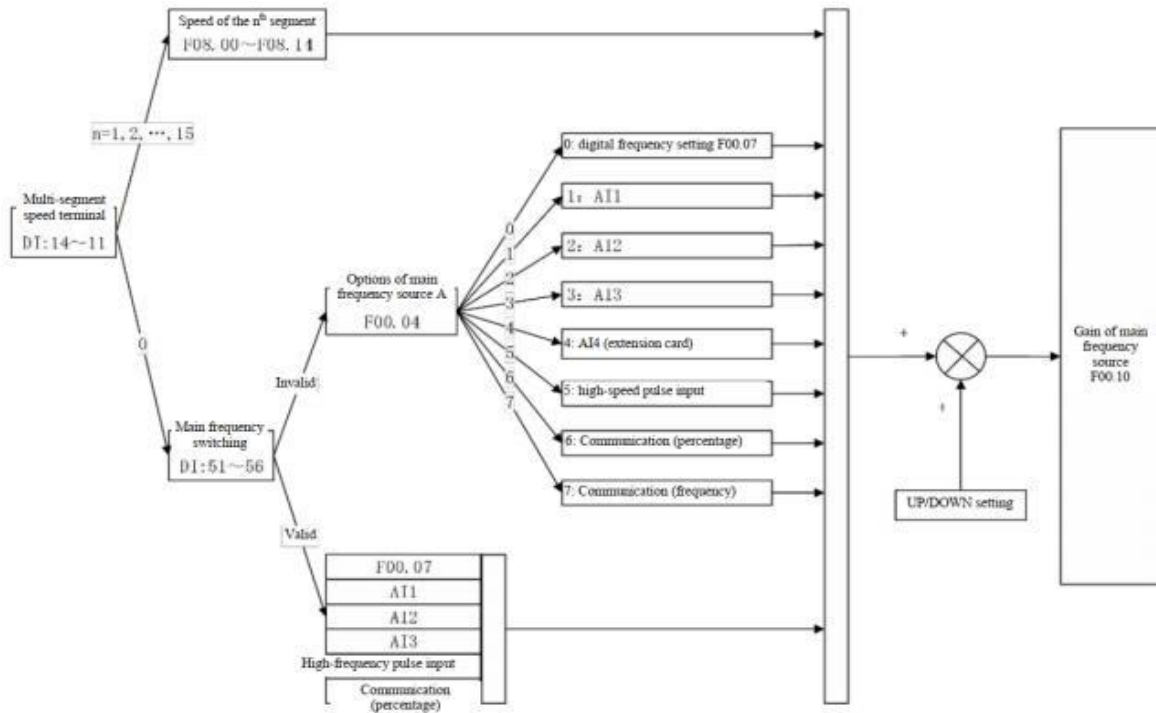 Speed of the nth segment
F08.00~F08.14
n=1,2,···,15
Multi-segment
speed terminal
DI:14~11
0
Main frequency
switching
DI:51~56
Invalid
Valid
Options of main
frequency source A
F00.04
0
1
2
3
4
5
6
7
0: digital frequency setting F00.07
1: AI1
2: AI2
3: AI3
4: AI4 (extension card)
5: high-speed pulse input
6: Communication (percentage)
7: Communication (frequency)
F00.07
AI1
AI2
AI3
High-frequency pulse input
Communication
(percentage)
+
+
UP/DOWN setting
Gain of main
frequency
source
F00.10